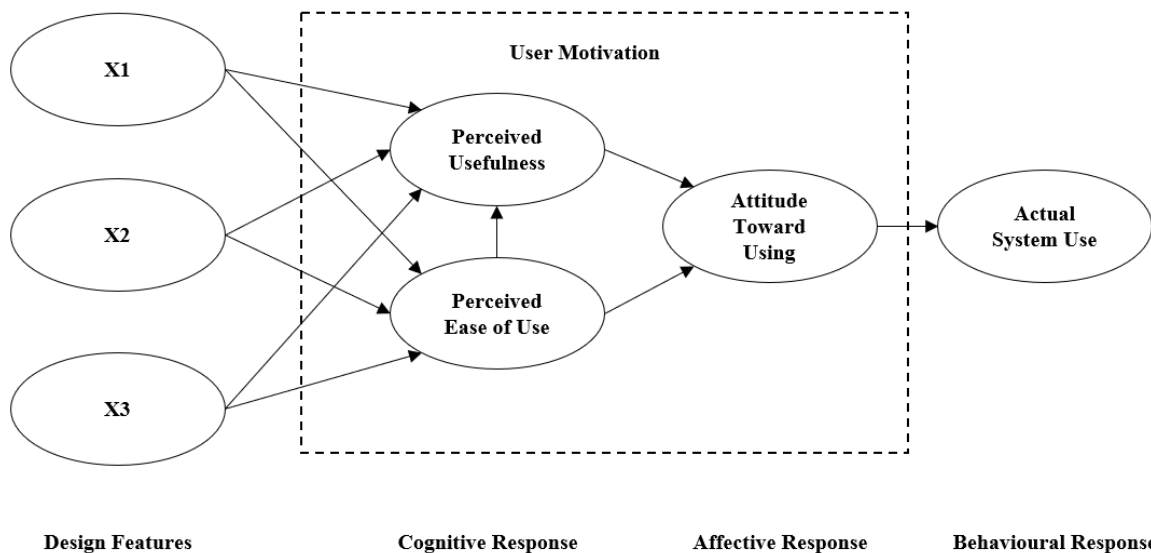 User Motivation
X1
X2
X3
Perceived
Usefulness
Perceived
Ease of Use
Attitude
Toward
Using
Actual
System Use
Design Features
Cognitive Response
Affective Response
Behavioural Response